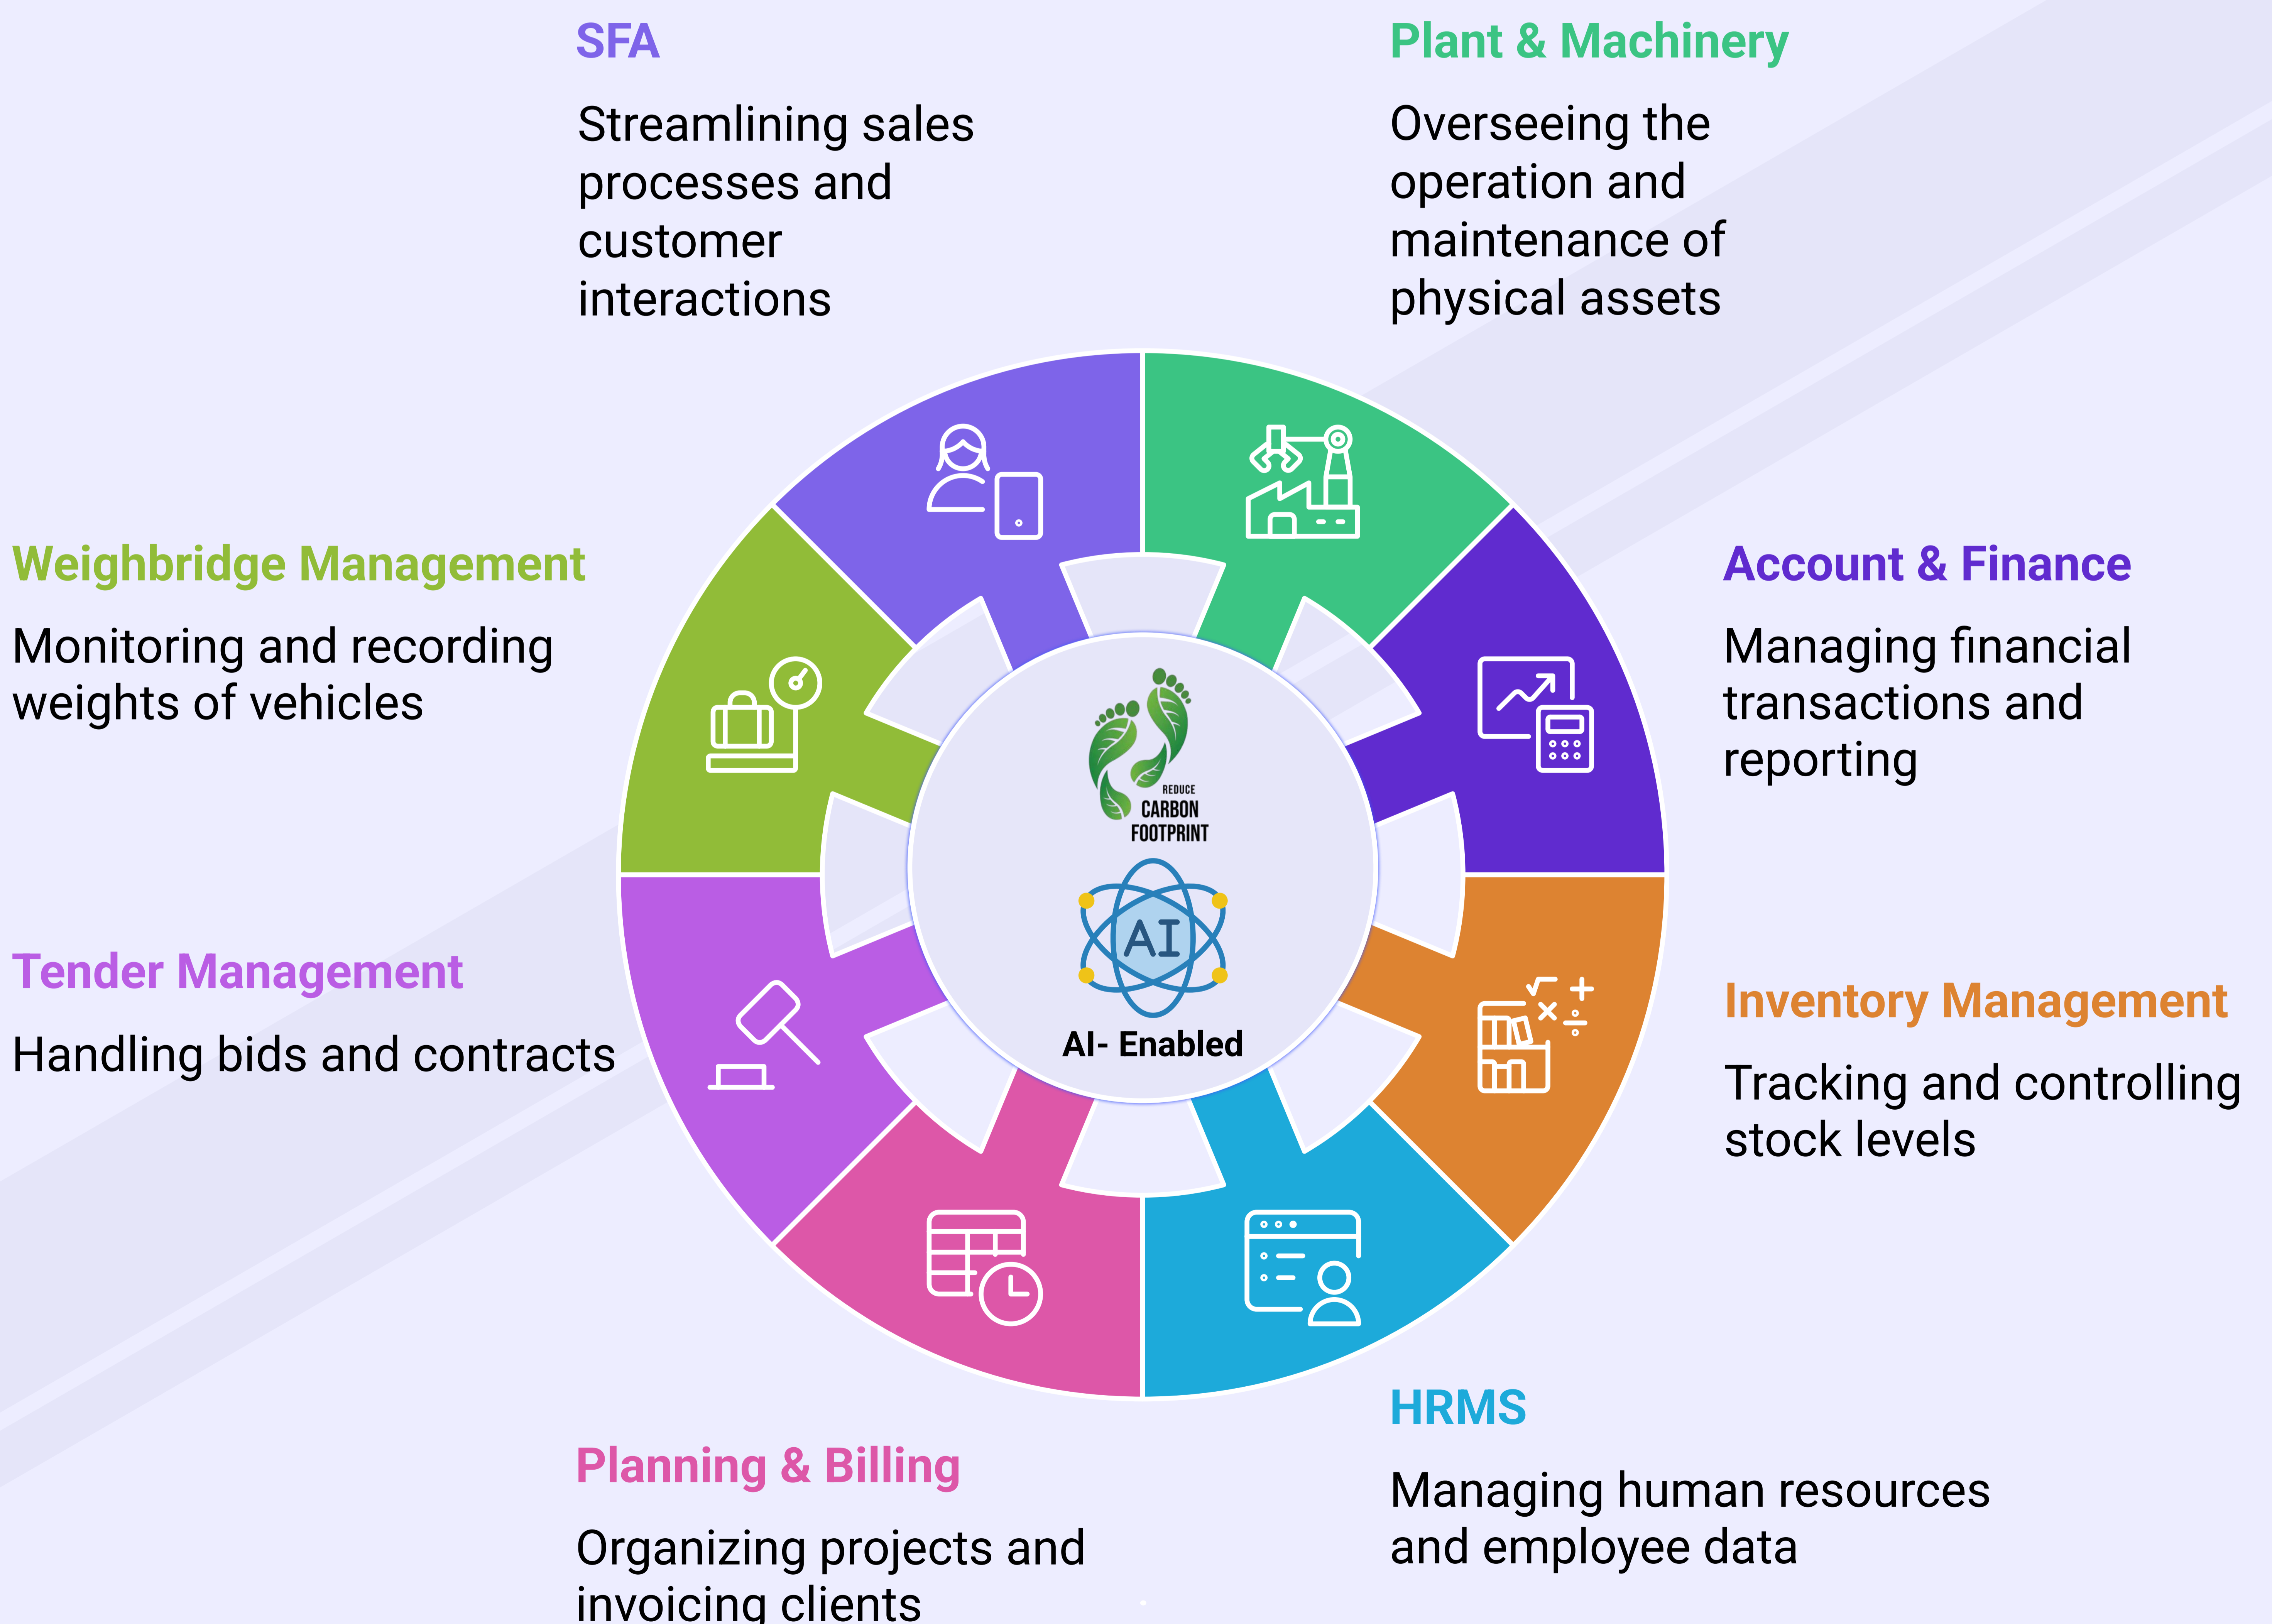 SFA
Streamlining sales
processes and
customer
interactions
Plant & Machinery
Overseeing the
operation and
maintenance of
physical assets
Weighbridge Management
Monitoring and recording
weights of vehicles
Account & Finance
Managing financial
transactions and
reporting
REDUCE
CARBON
FOOTPRINT
AI
AI- Enabled
Tender Management
Handling bids and contracts
Inventory Management
Tracking and controlling
stock levels
Planning & Billing
Organizing projects and
invoicing clients
HRMS
Managing human resources
and employee data